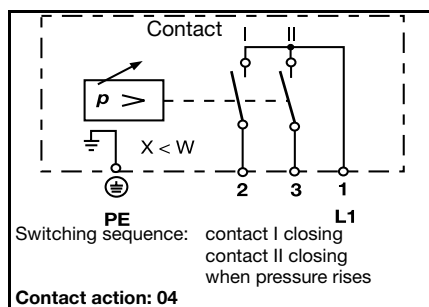 Contact I II
p >
X < W
2 3 1
PE L1
Switching sequence: contact I closing
contact II closing
when pressure rises
Contact action: 04